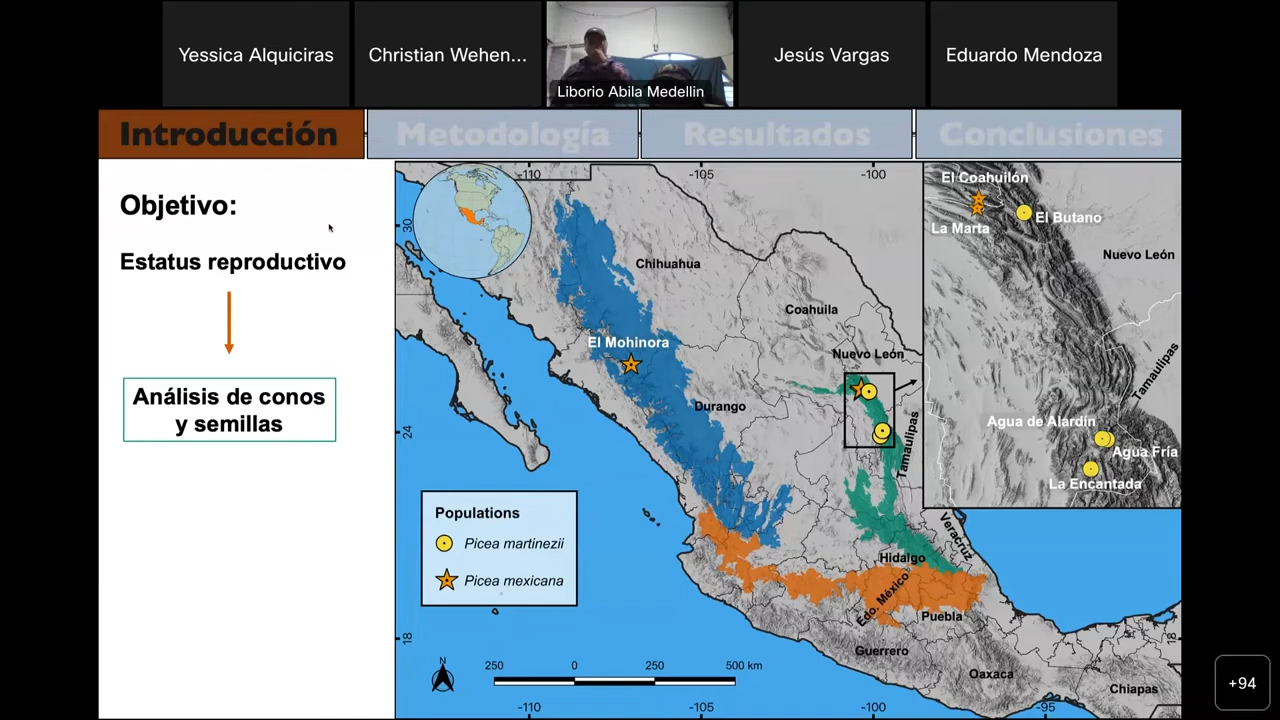 Yessica Alquiciras
Christian Wehen...
Liborio Abila Medellin
Jesús Vargas
Eduardo Mendoza
Introducción
Metodología
Resultados
Conclusiones
Objetivo:
Estatus reproductivo
Análisis de conos
y semillas
-110
-105
-100
30
24
18
Chihuahua
Coahuila
Nuevo León
El Mohinora
Durango
Tamaulipas
Veracruz
Hidalgo
Edo. México
Puebla
Guerrero
Oaxaca
Chiapas
18
Populations
Picea martinezii
Picea mexicana
N
250
0
250
500 km
-110
-105
-100
-95
El Coahuilón
La Marta
El Butano
Nuevo León
Tamaulipas
Agua de Alardín
Agua Fría
La Encantada
+94